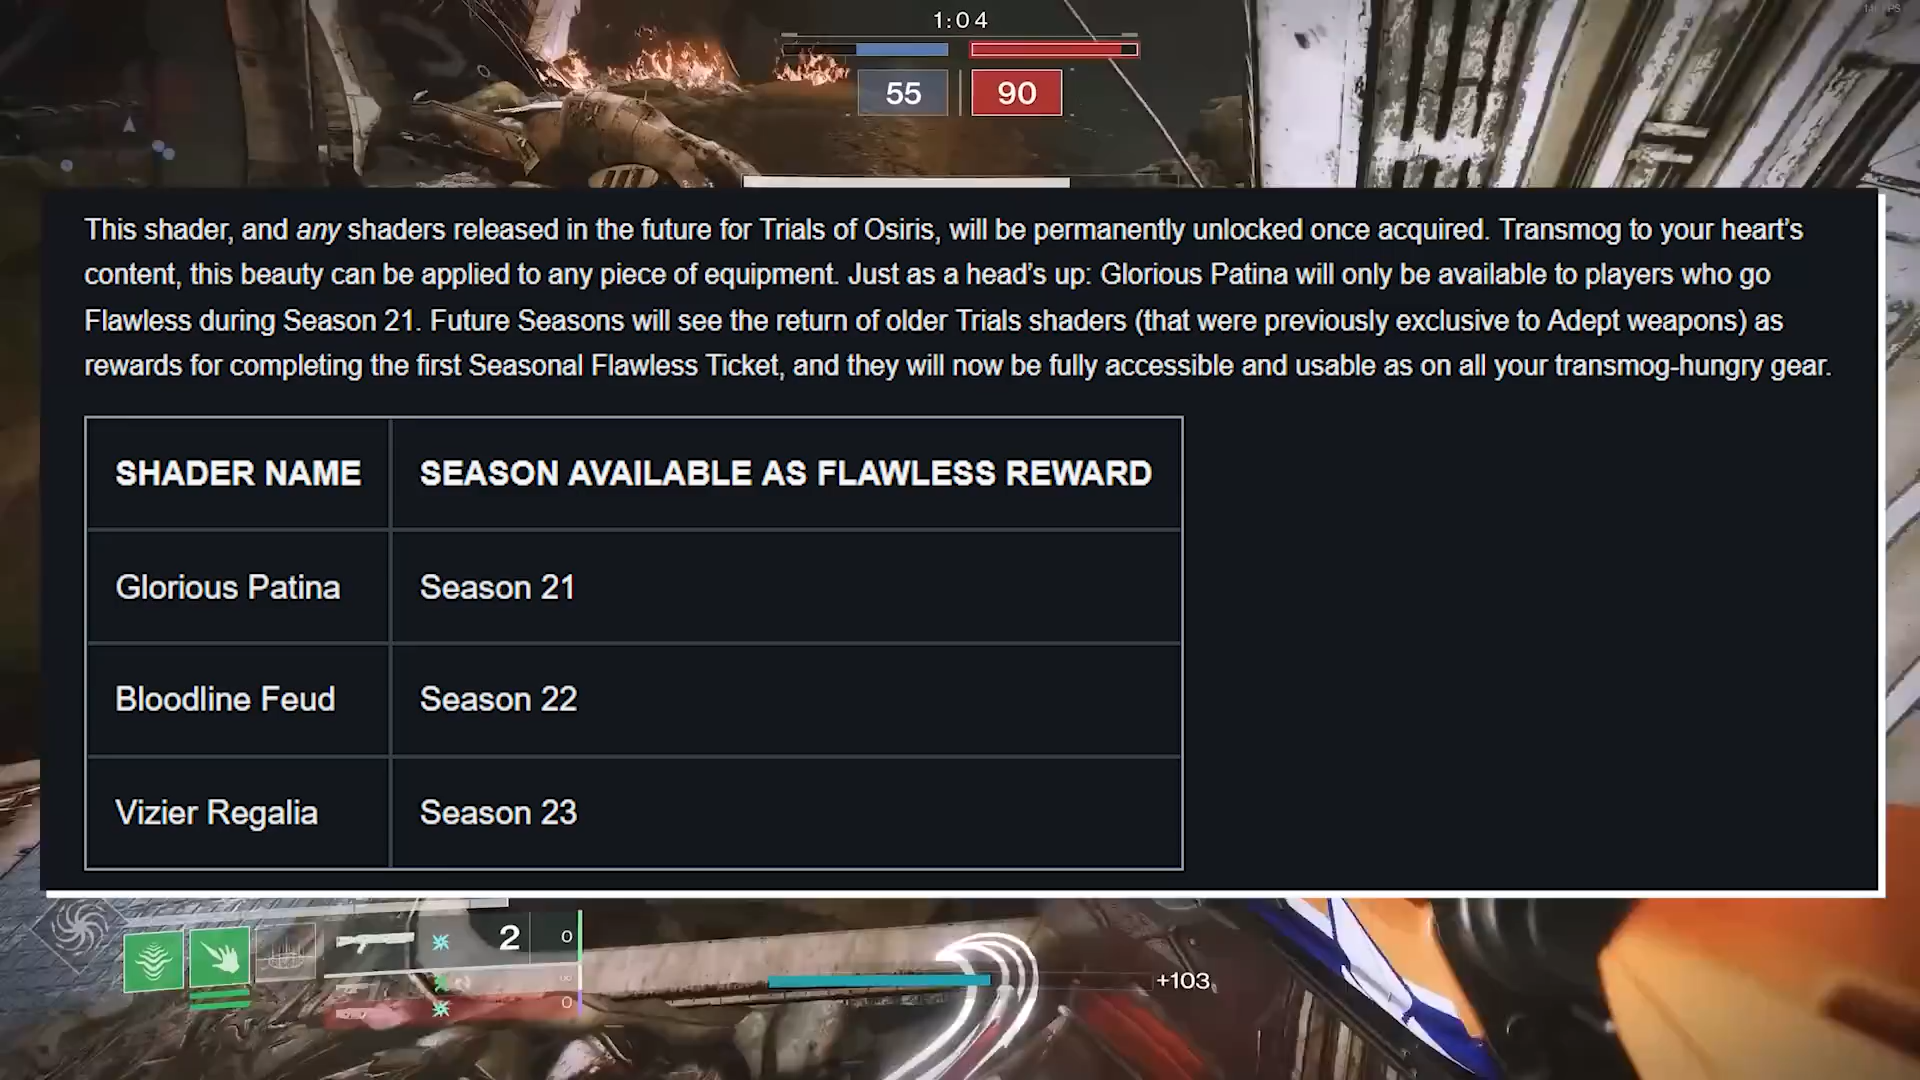 1:04
55
90
This shader, and any shaders released in the future for Trials of Osiris, will be permanently unlocked once acquired. Transmog to your heart’s
content, this beauty can be applied to any piece of equipment. Just as a head’s up: Glorious Patina will only be available to players who go
Flawless during Season 21. Future Seasons will see the return of older Trials shaders (that were previously exclusive to Adept weapons) as
rewards for completing the first Seasonal Flawless Ticket, and they will now be fully accessible and usable as on all your transmog-hungry gear.
SHADER NAME
SEASON AVAILABLE AS FLAWLESS REWARD
Glorious Patina
Season 21
Bloodline Feud
Season 22
Vizier Regalia
Season 23
2
0
0
+103